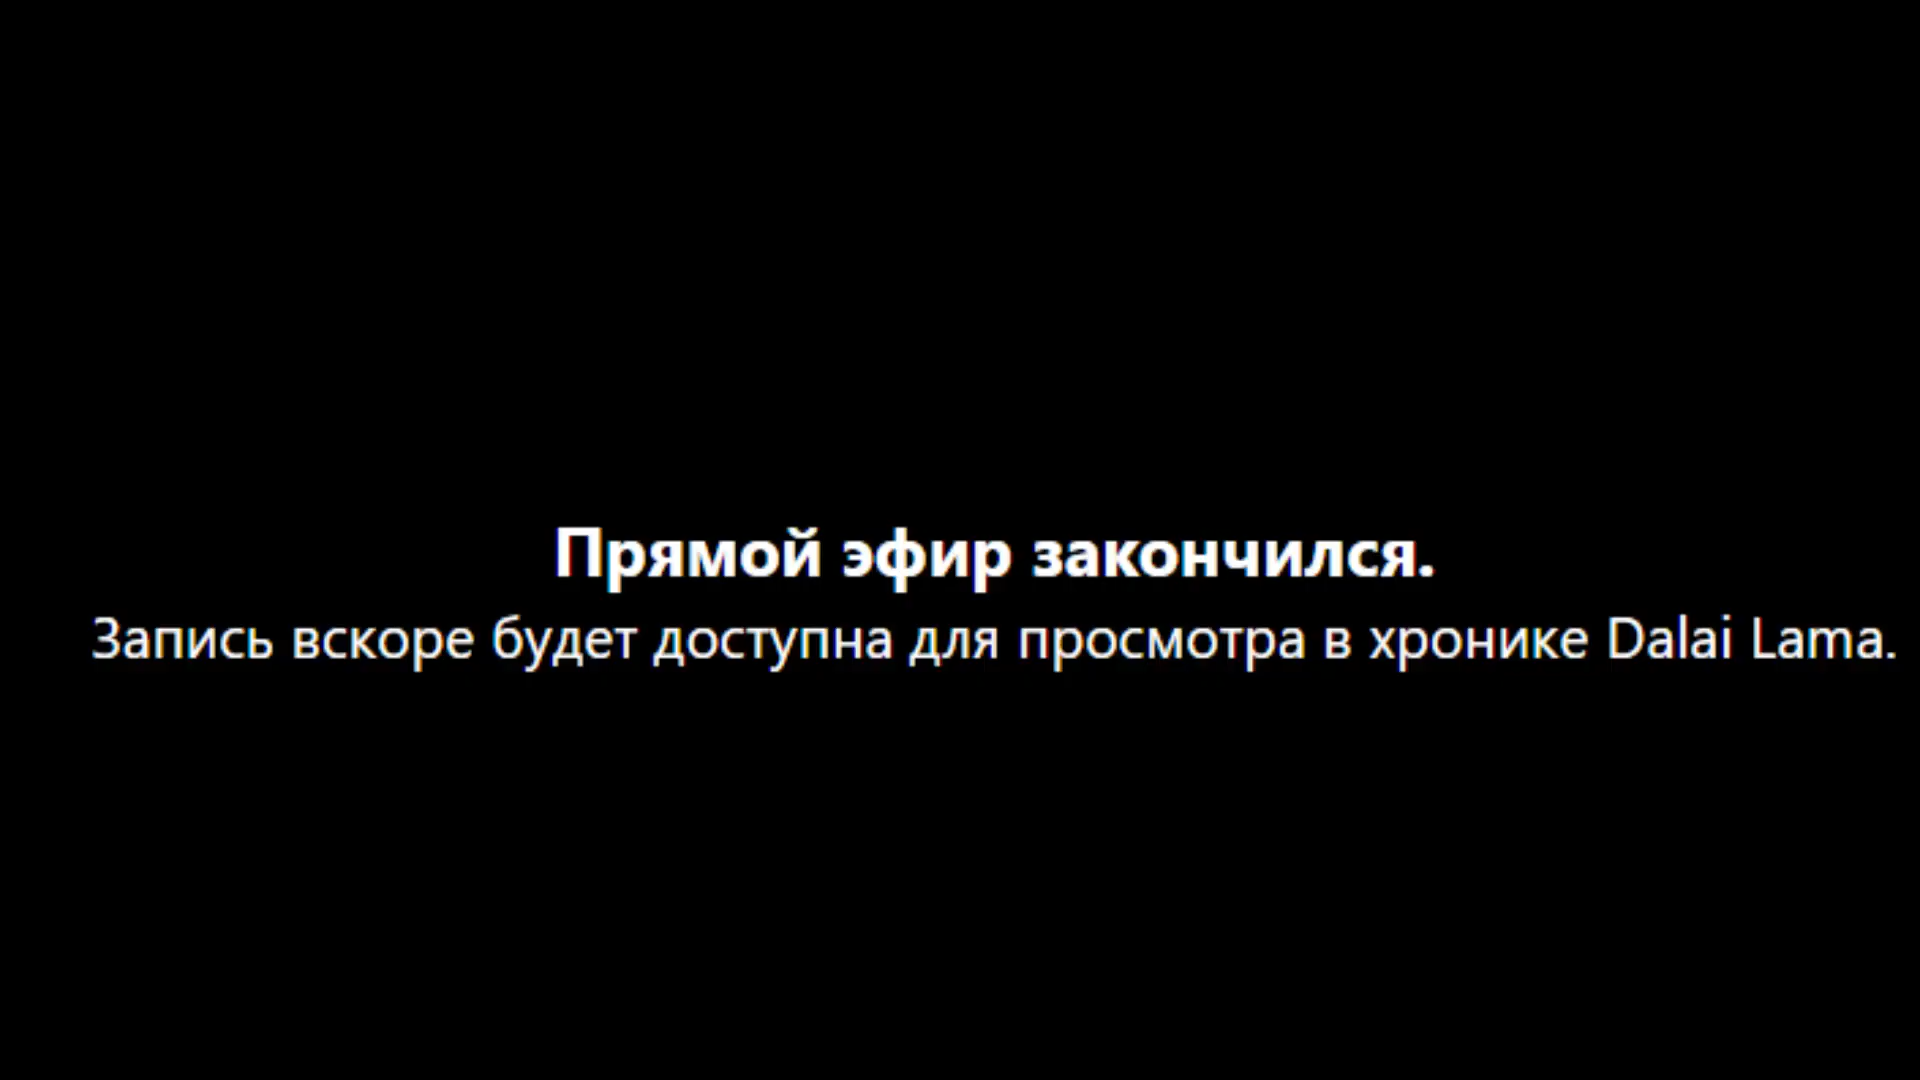 Прямой эфир закончился.
Запись вскоре будет доступна для просмотра в хронике Dalai Lama.